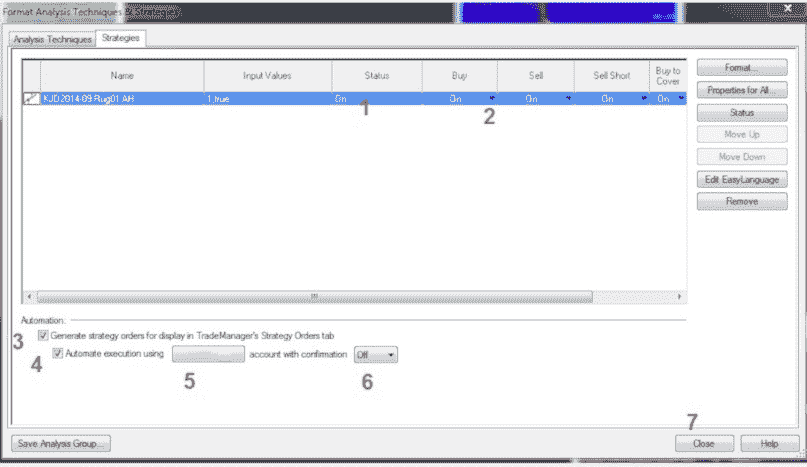 Format Analysis Techniques & Strategies
Analysis Techniques Strategies
Name Input Values Status Buy Sell Sell Short Buy to Cover
KJD2014-09 Rug01 AH 1,true On On On On On
1
2
Format...
Properties for All...
Status
Move Up
Move Down
Edit EasyLanguage
Remove
Automation:
3 Generate strategy orders for display in TradeManager's Strategy Orders tab
4 Automate execution using account with confirmation Off
5 6
7
Save Analysis Group... Close Help